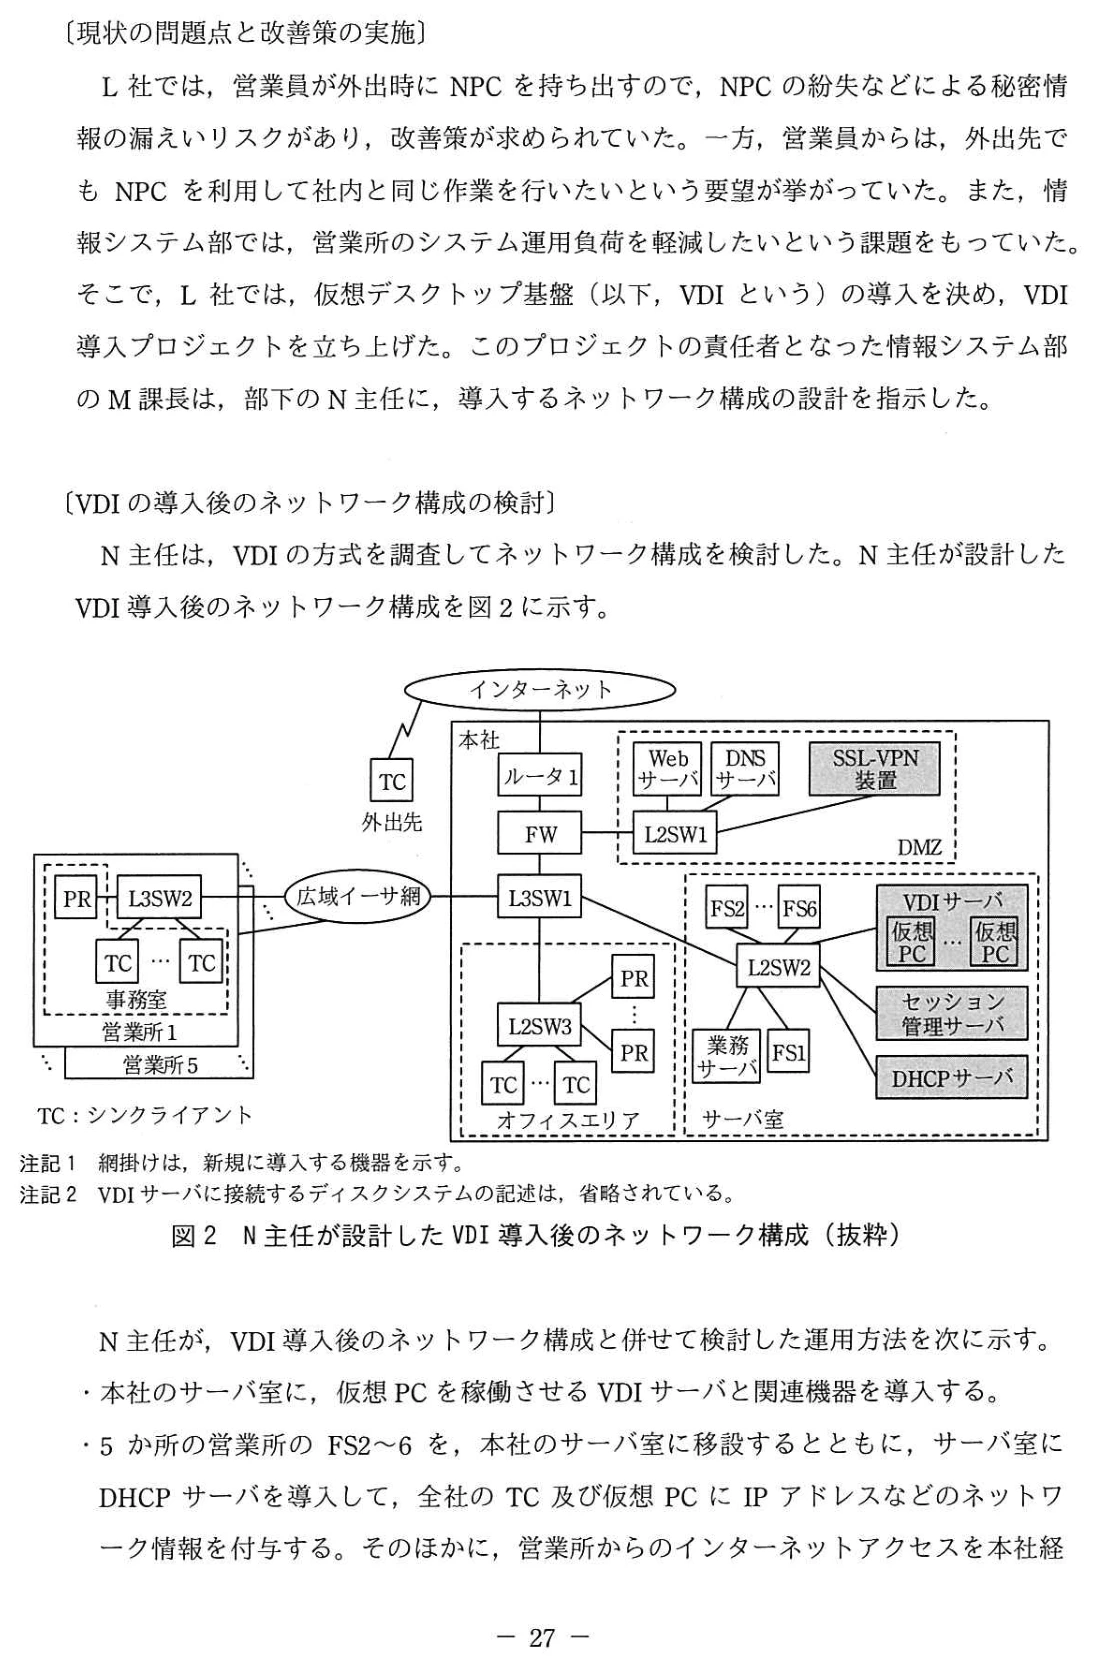 〔現状の問題点と改善策の実施〕
L 社では，営業員が外出時に NPC を持ち出すので，NPC の紛失などによる秘密情
報の漏えいリスクがあり，改善策が求められていた。一方，営業員からは，外出先で
も NPC を利用して社内と同じ作業を行いたいという要望が挙がっていた。また，情
報システム部では，営業所のシステム運用負荷を軽減したいという課題をもっていた。
そこで，L 社では，仮想デスクトップ基盤（以下，VDI という）の導入を決め，VDI
導入プロジェクトを立ち上げた。このプロジェクトの責任者となった情報システム部
の M 課長は，部下の N 主任に，導入するネットワーク構成の設計を指示した。
〔VDI の導入後のネットワーク構成の検討〕
N 主任は，VDI の方式を調査してネットワーク構成を検討した。N 主任が設計した
VDI 導入後のネットワーク構成を図 2 に示す。
インターネット
本社
ルータ 1
Web
サーバ
DNS
サーバ
SSL-VPN
装置
TC
外出先
FW
L2SW1
DMZ
PR
L3SW2
広域イーサ網
L3SW1
TC
…
TC
事務室
営業所 1
営業所 5
FS2
…
FS6
VDI サーバ
仮想
PC
…
仮想
PC
L2SW2
セッション
管理サーバ
業務
サーバ
FS1
DHCP サーバ
サーバ室
PR
L2SW3
PR
TC
…
TC
オフィスエリア
TC：シンクライアント
注記 1 網掛けは，新規に導入する機器を示す。
注記 2 VDI サーバに接続するディスクシステムの記述は，省略されている。
図 2 N 主任が設計した VDI 導入後のネットワーク構成（抜粋）
N 主任が，VDI 導入後のネットワーク構成と併せて検討した運用方法を次に示す。
・本社のサーバ室に，仮想 PC を稼働させる VDI サーバと関連機器を導入する。
・5 か所の営業所の FS2～6 を，本社のサーバ室に移設するとともに，サーバ室に
DHCP サーバを導入して，全社の TC 及び仮想 PC に IP アドレスなどのネットワ
ーク情報を付与する。そのほかに，営業所からのインターネットアクセスを本社経
－ 27 －